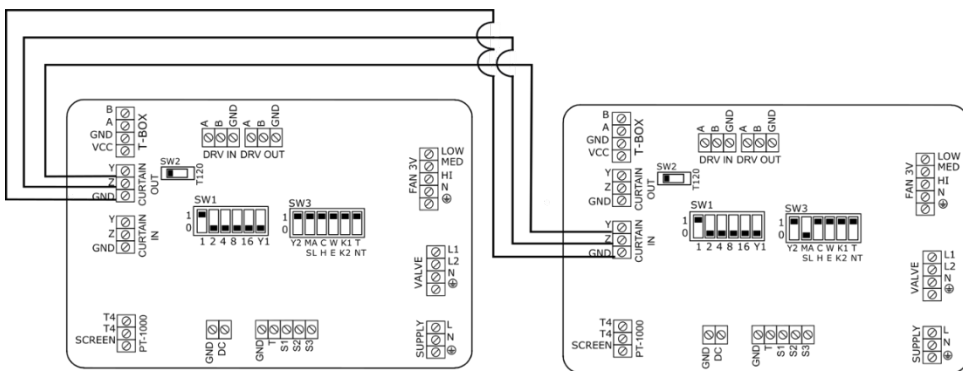 B
A
GND
VCC
T-BOX
A
B
GND
A
B
GND
DRV IN
DRV OUT
Y
Z
GND
CURTAIN
OUT
SW2
T120
LOW
MED
HI
N
FAN 3V
Y
Z
GND
CURTAIN
IN
SW1
1
0
1 2 4 8 16 Y1
SW3
Y2 MA C W K1 T
SL H E K2 NT
L1
L2
N
VALVE
T4
T4
SCREEN
PT-1000
GND
DC
GND
T
S1
S2
S3
L
N
SUPPLY
B
A
GND
VCC
T-BOX
A
B
GND
A
B
GND
DRV IN
DRV OUT
Y
Z
GND
CURTAIN
OUT
SW2
T120
LOW
MED
HI
N
FAN 3V
Y
Z
GND
CURTAIN
IN
SW1
1
0
1 2 4 8 16 Y1
SW3
Y2 MA C W K1 T
SL H E K2 NT
L1
L2
N
VALVE
T4
T4
SCREEN
PT-1000
GND
DC
GND
T
S1
S2
S3
L
N
SUPPLY